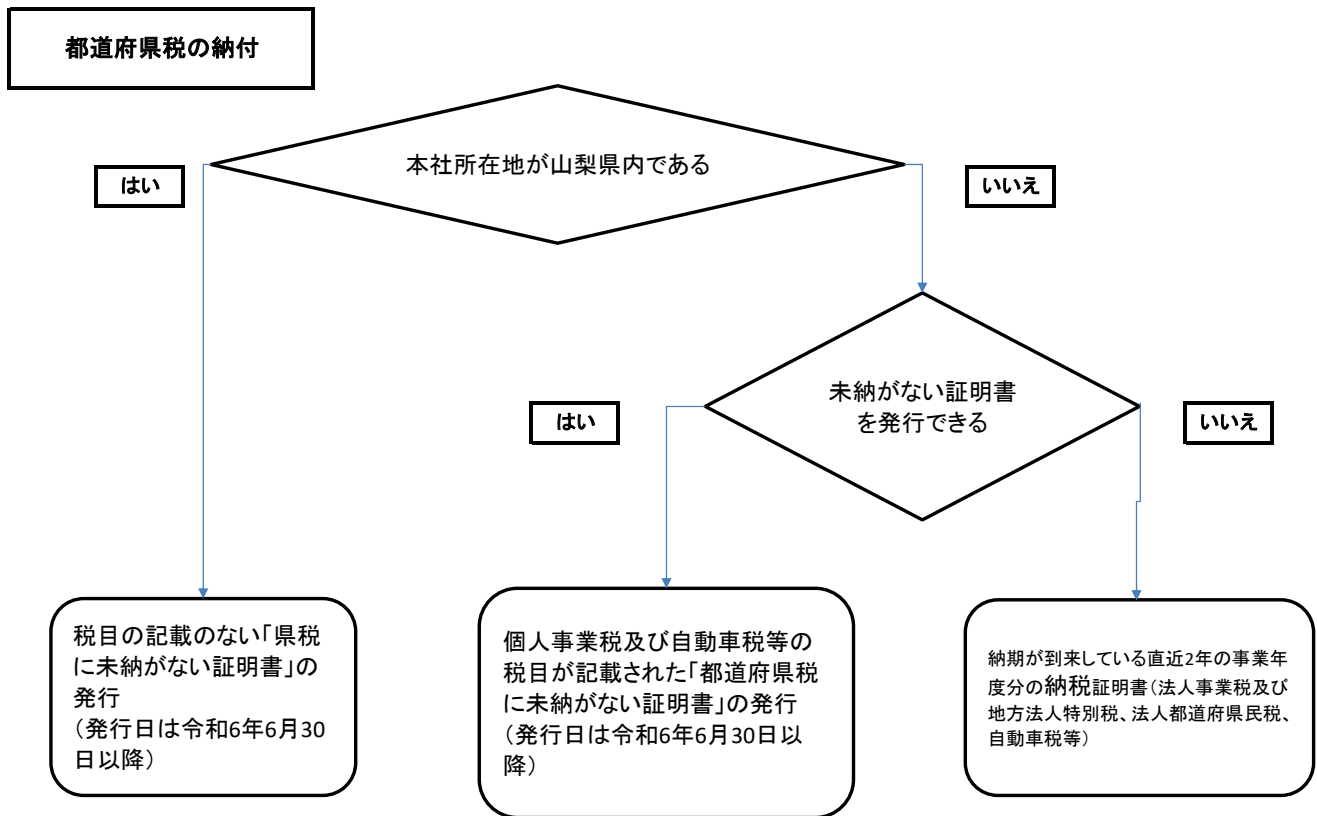 都道府県税の納付
本社所在地が山梨県内である
はい
いいえ
未納がない証明書
を発行できる
はい
いいえ
税目の記載のない「県税
に未納がない証明書」の
発行
（発行日は令和6年6月30
日以降）
個人事業税及び自動車税等の
税目が記載された「都道府県税
に未納がない証明書」の発行
（発行日は令和6年6月30日以
降）
納期が到来している直近2年の事業年
度分の納税証明書（法人事業税及び
地方法人特別税、法人都道府県民税、
自動車税等）